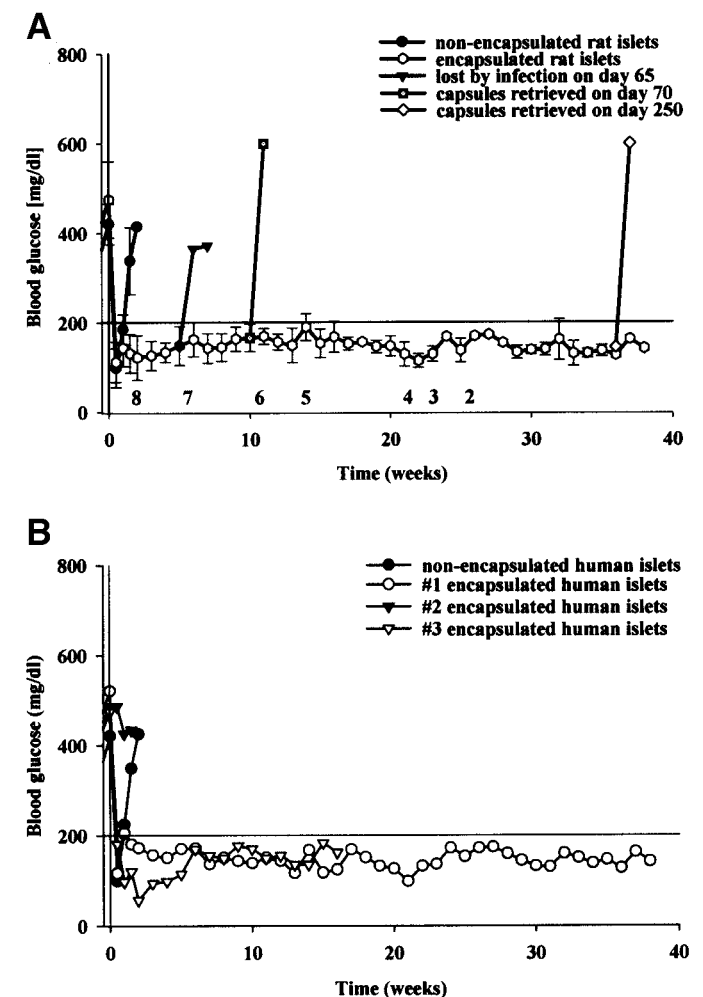 A
800
600
400
200
0
Blood glucose [mg/dl]
non-encapsulated rat islets
encapsulated rat islets
lost by infection on day 65
capsules retrieved on day 70
capsules retrieved on day 250
8 7 6 5 4 3 2
0 10 20 30 40
Time (weeks)
B
800
600
400
200
0
Blood glucose (mg/dl)
non-encapsulated human islets
#1 encapsulated human islets
#2 encapsulated human islets
#3 encapsulated human islets
0 10 20 30 40
Time (weeks)